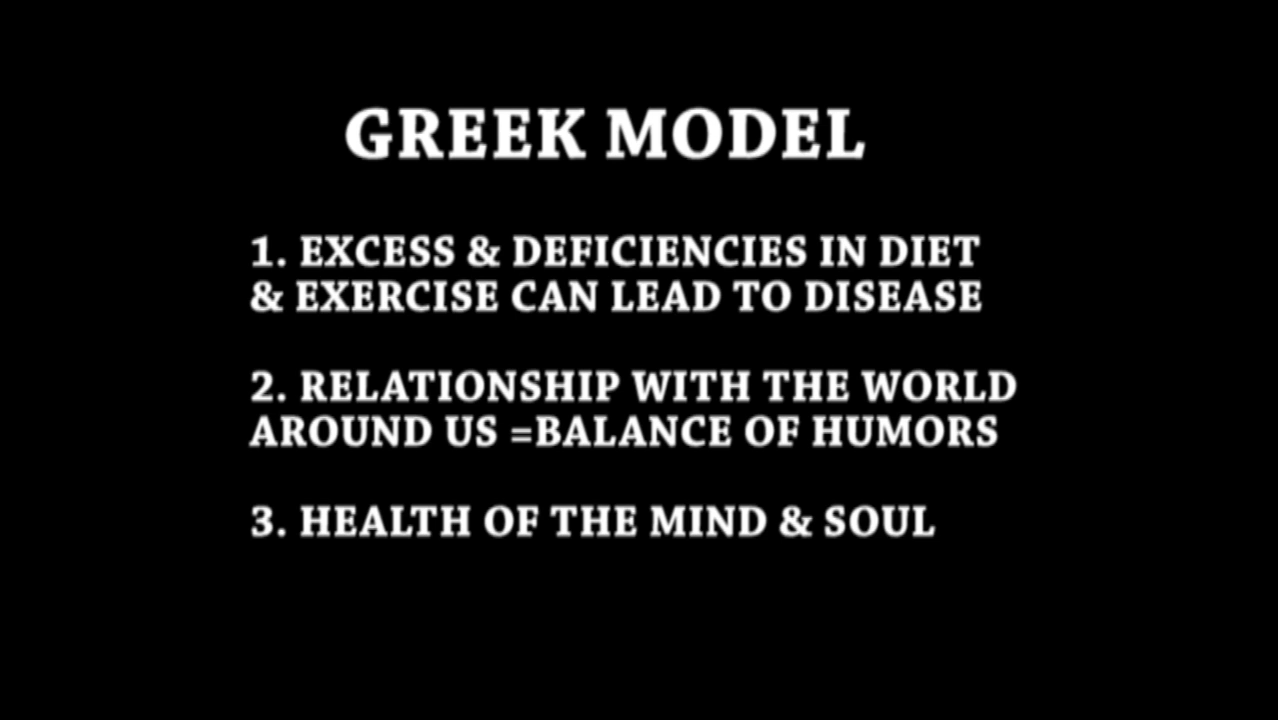 GREEK MODEL
1. EXCESS & DEFICIENCIES IN DIET
& EXERCISE CAN LEAD TO DISEASE
2. RELATIONSHIP WITH THE WORLD
AROUND US =BALANCE OF HUMORS
3. HEALTH OF THE MIND & SOUL